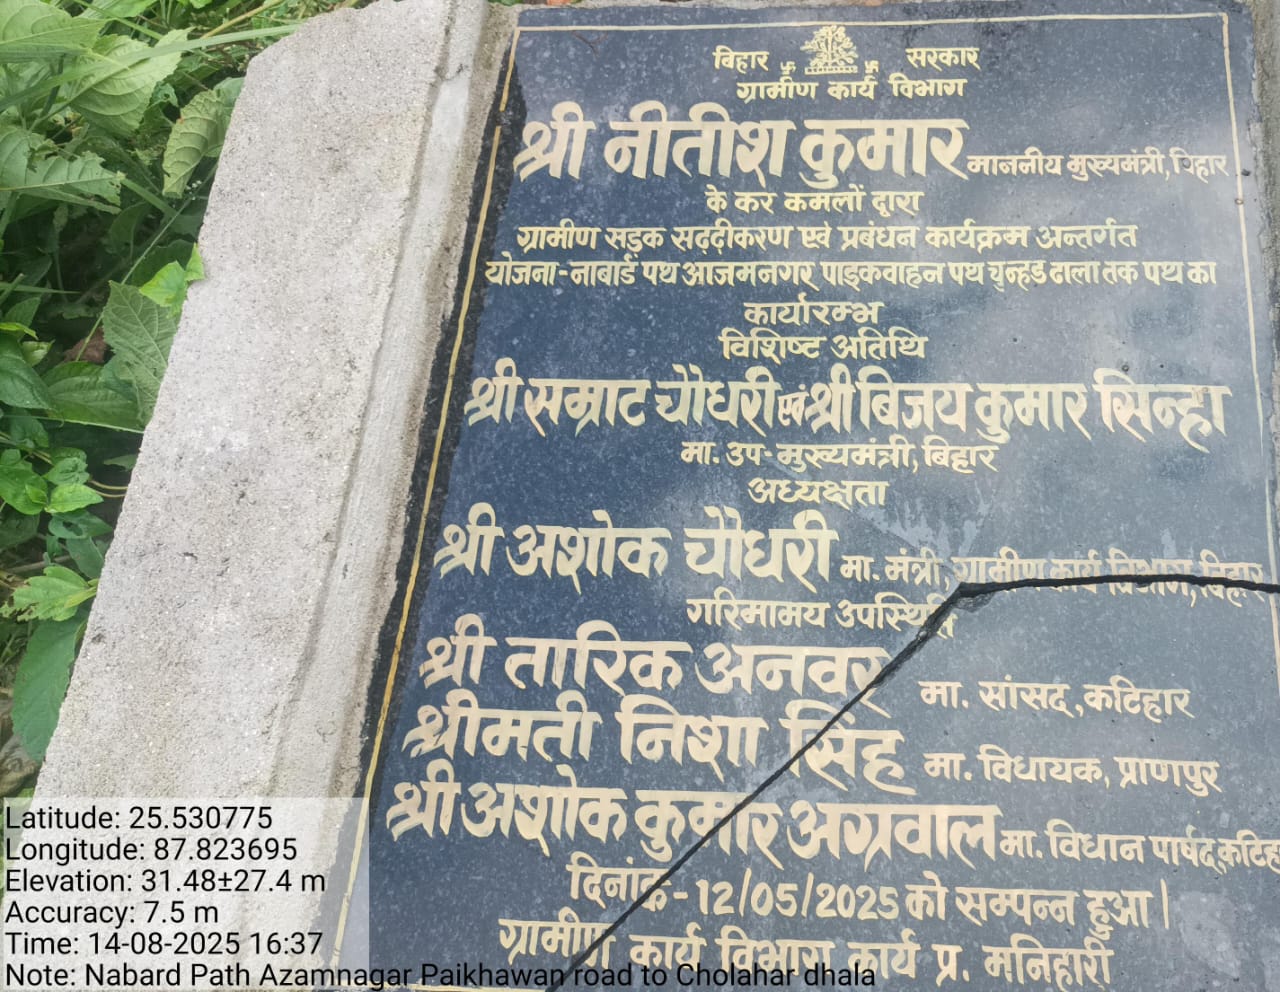 बिहार सरकार
ग्रामीण कार्य विभाग
श्री नीतीश कुमार माननीय मुख्यमंत्री, बिहार
के कर कमलों द्वारा
ग्रामीण सड़क सढ़दीकरण एवं प्रबंधन कार्यक्रम अन्तर्गत
योजना-नाबार्ड पथ आजमनगर पाइकवाहन पथ चुन्हड ढाला तक पथ का
कार्यारम्भ
विशिष्ट अतिथि
श्री सम्राट चौधरी एवं श्री बिजय कुमार सिन्हा
मा. उप-मुख्यमंत्री, बिहार
अध्यक्षता
श्री अशोक चौधरी मा. मंत्री, ग्रामीण कार्य विभाग, बिहार
गरिमामय उपस्थिति
श्री तारिक अनवर मा. सांसद, कटिहार
श्रीमती निशा सिंह मा. विधायक, प्राणपुर
श्री अशोक कुमार अग्रवाल मा. विधान पार्षद, कटिह
दिनांक-12/05/2025 को सम्पन्न हुआ।
ग्रामीण कार्य विभाग कार्य प्र. मनिहारी
Latitude: 25.530775
Longitude: 87.823695
Elevation: 31.48±27.4 m
Accuracy: 7.5 m
Time: 14-08-2025 16:37
Note: Nabard Path Azamnagar Paikhawan road to Cholahar dhala